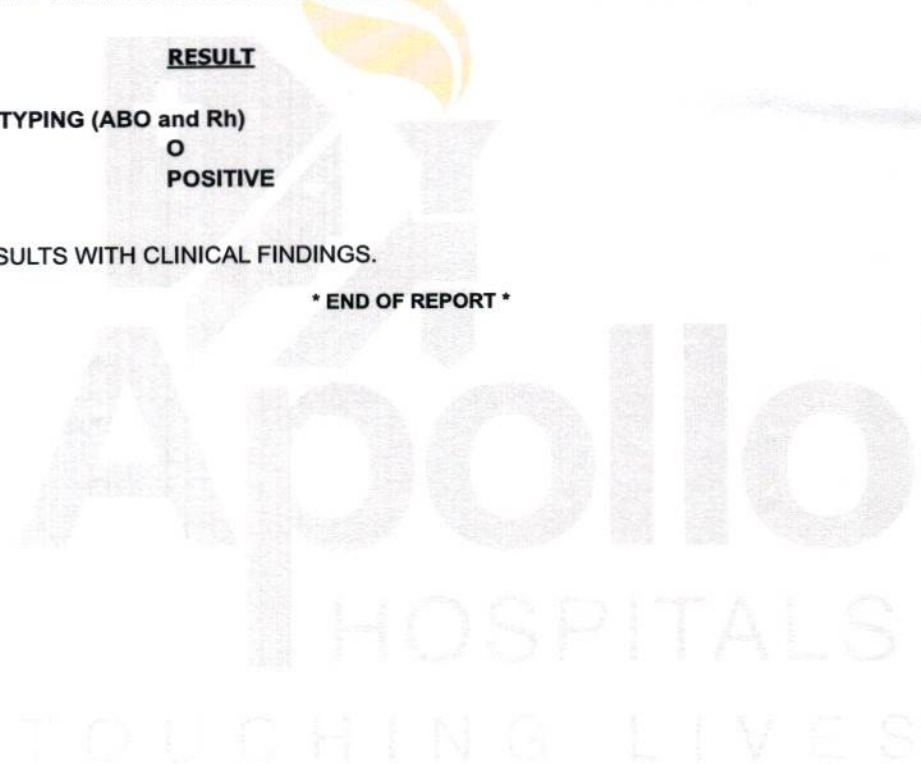 RESULT
TYPING (ABO and Rh)
O
POSITIVE
SULTS WITH CLINICAL FINDINGS.
* END OF REPORT *
Apollo
HOSPITALS
TOUCHING LIVES